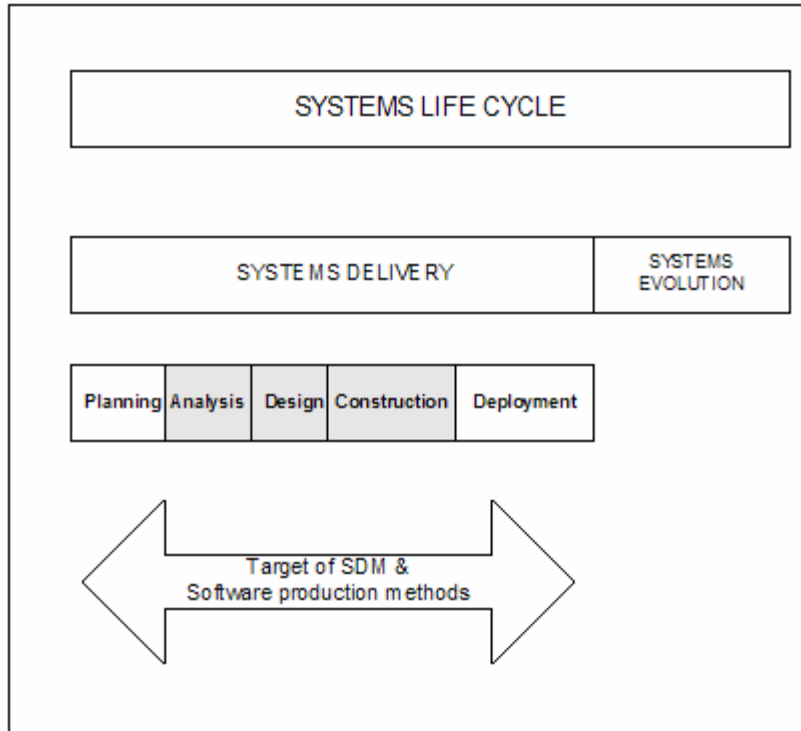 SYSTEMS LIFE CYCLE
SYSTEMS DELIVERY
SYSTEMS
EVOLUTION
Planning
Analysis
Design
Construction
Deployment
Target of SDM &
Software production methods